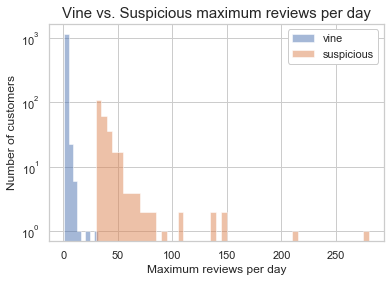 Vine vs. Suspicious maximum reviews per day
vine
suspicious
Number of customers
10³
10²
10¹
10⁰
0 50 100 150 200 250
Maximum reviews per day